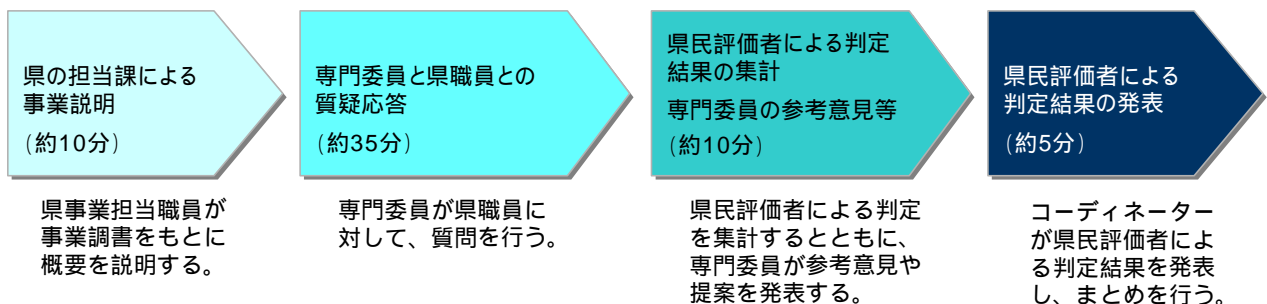 県の担当課による
事業説明
(約10分)
専門委員と県職員との
質疑応答
(約35分)
県民評価者による判定
結果の集計
専門委員の参考意見等
(約10分)
県民評価者による
判定結果の発表
(約5分)
県事業担当職員が
事業調書をもとに
概要を説明する。
専門委員が県職員に
対して、質問を行う。
県民評価者による判定
を集計するとともに、
専門委員が参考意見や
提案を発表する。
コーディネーター
が県民評価者によ
る判定結果を発表
し、まとめを行う。